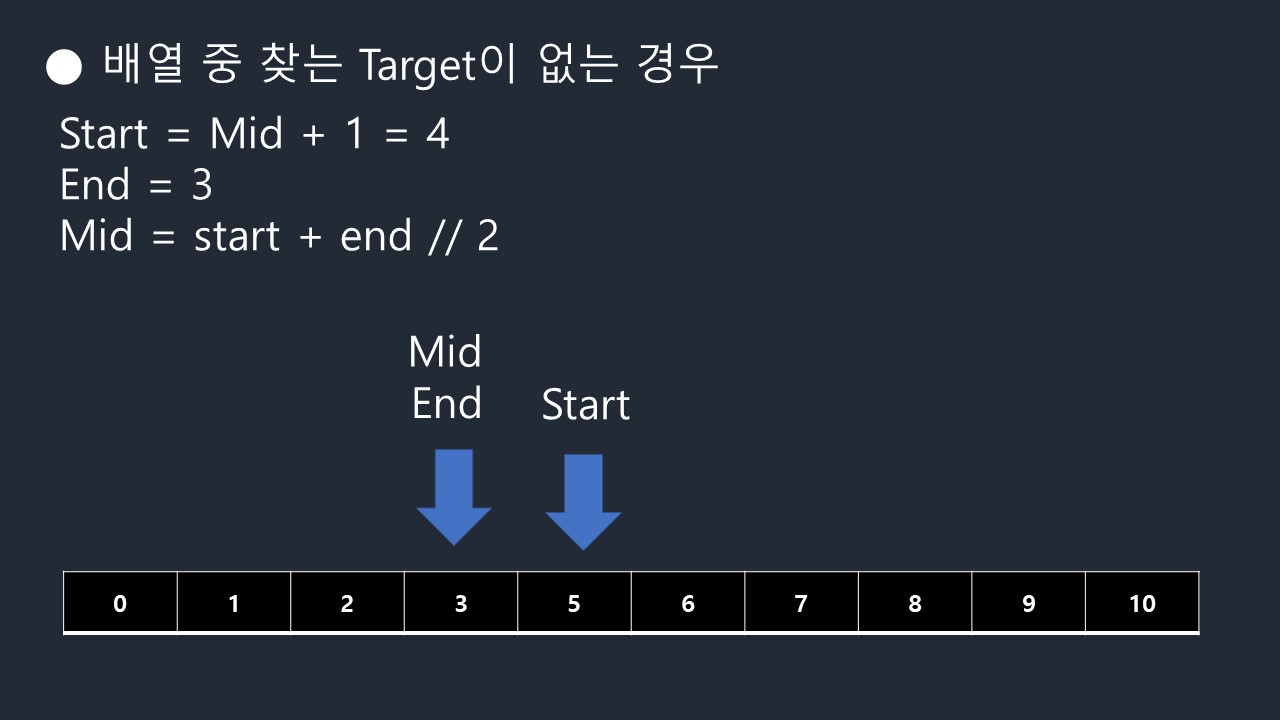 ● 배열 중 찾는 Target이 없는 경우
Start = Mid + 1 = 4
End = 3
Mid = start + end // 2
Mid
End Start
0 1 2 3 5 6 7 8 9 10